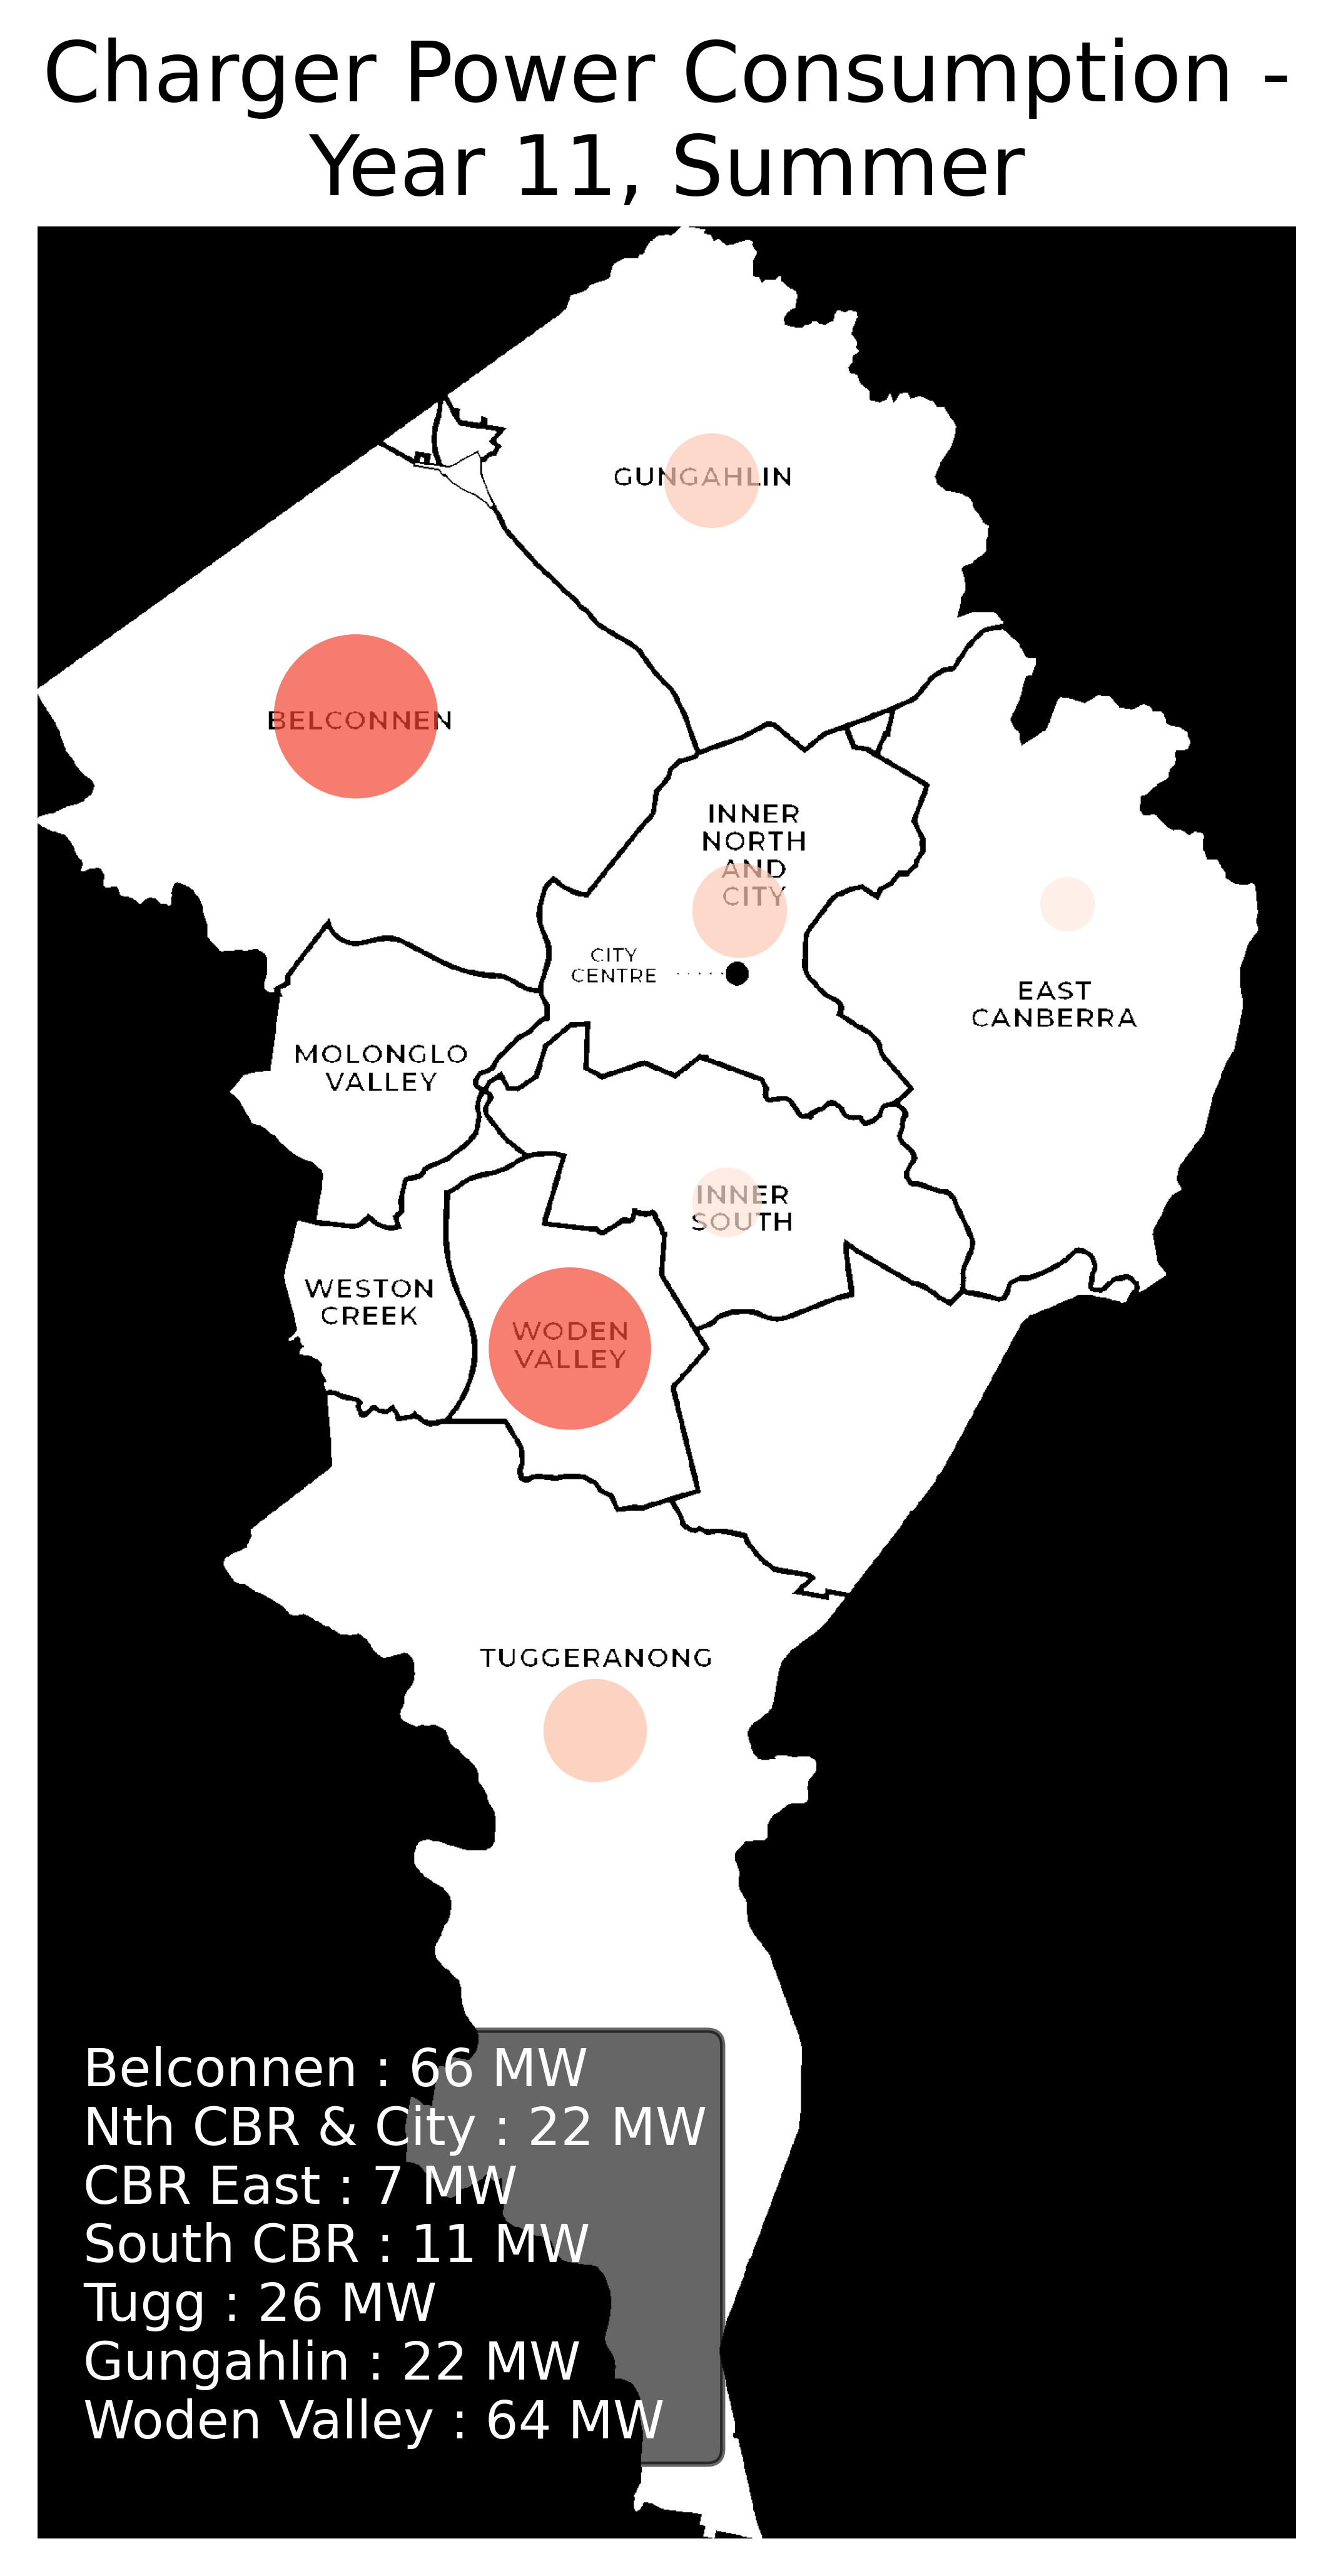 Charger Power Consumption -
Year 11, Summer
GUNGAHLIN
BELCONNEN
INNER
NORTH
AND
CITY
CITY
CENTRE
EAST
CANBERRA
MOLONGLO
VALLEY
INNER
SOUTH
WESTON
CREEK
WODEN
VALLEY
TUGGERANONG
Belconnen : 66 MW
Nth CBR & City : 22 MW
CBR East : 7 MW
South CBR : 11 MW
Tugg : 26 MW
Gungahlin : 22 MW
Woden Valley : 64 MW